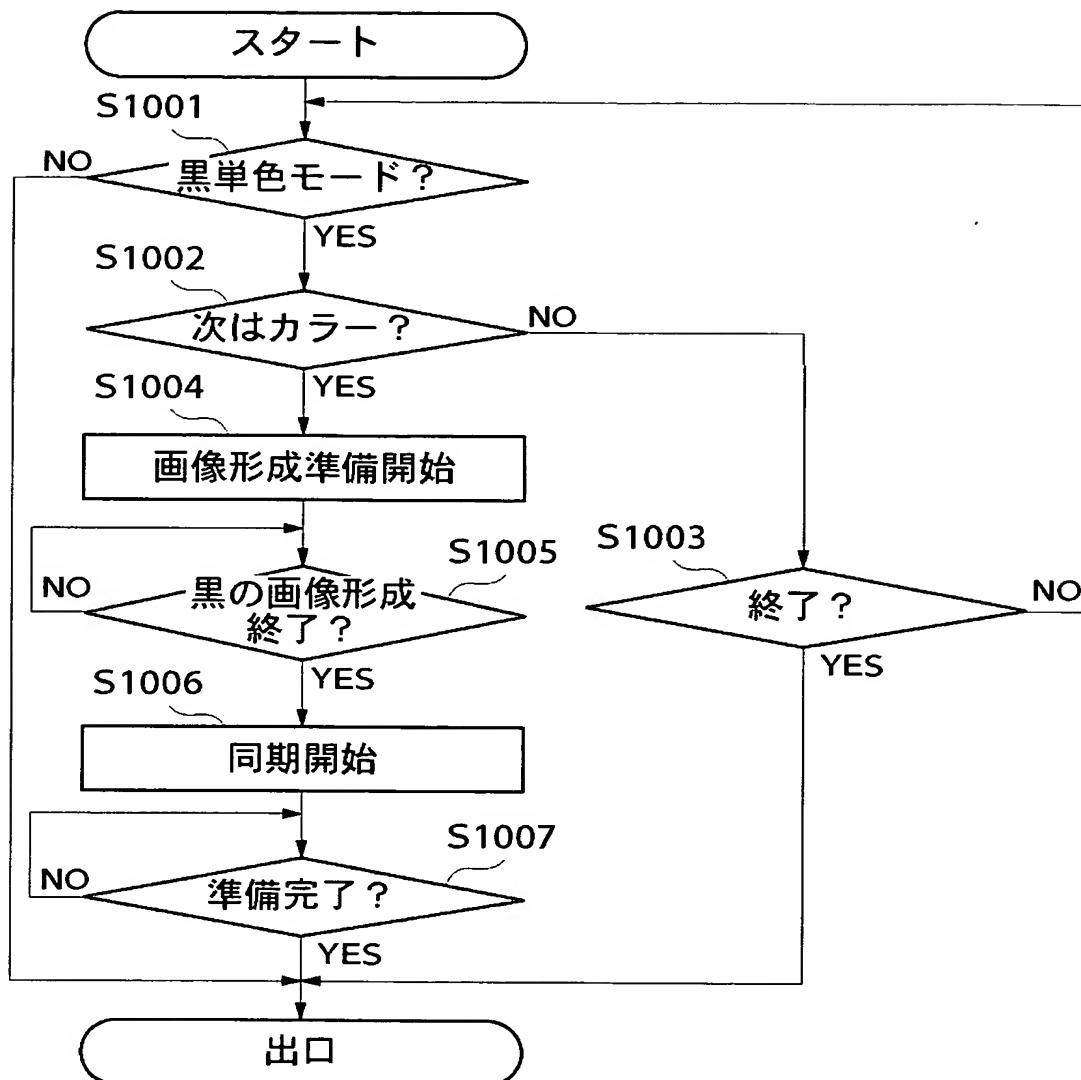 スタート
S1001
NO
黒単色モード?
YES
S1002
次はカラー?
NO
YES
S1004
画像形成準備開始
S1005
S1003
NO
黒の画像形成
終了?
終了?
NO
YES
YES
S1006
同期開始
S1007
NO
準備完了?
YES
出口